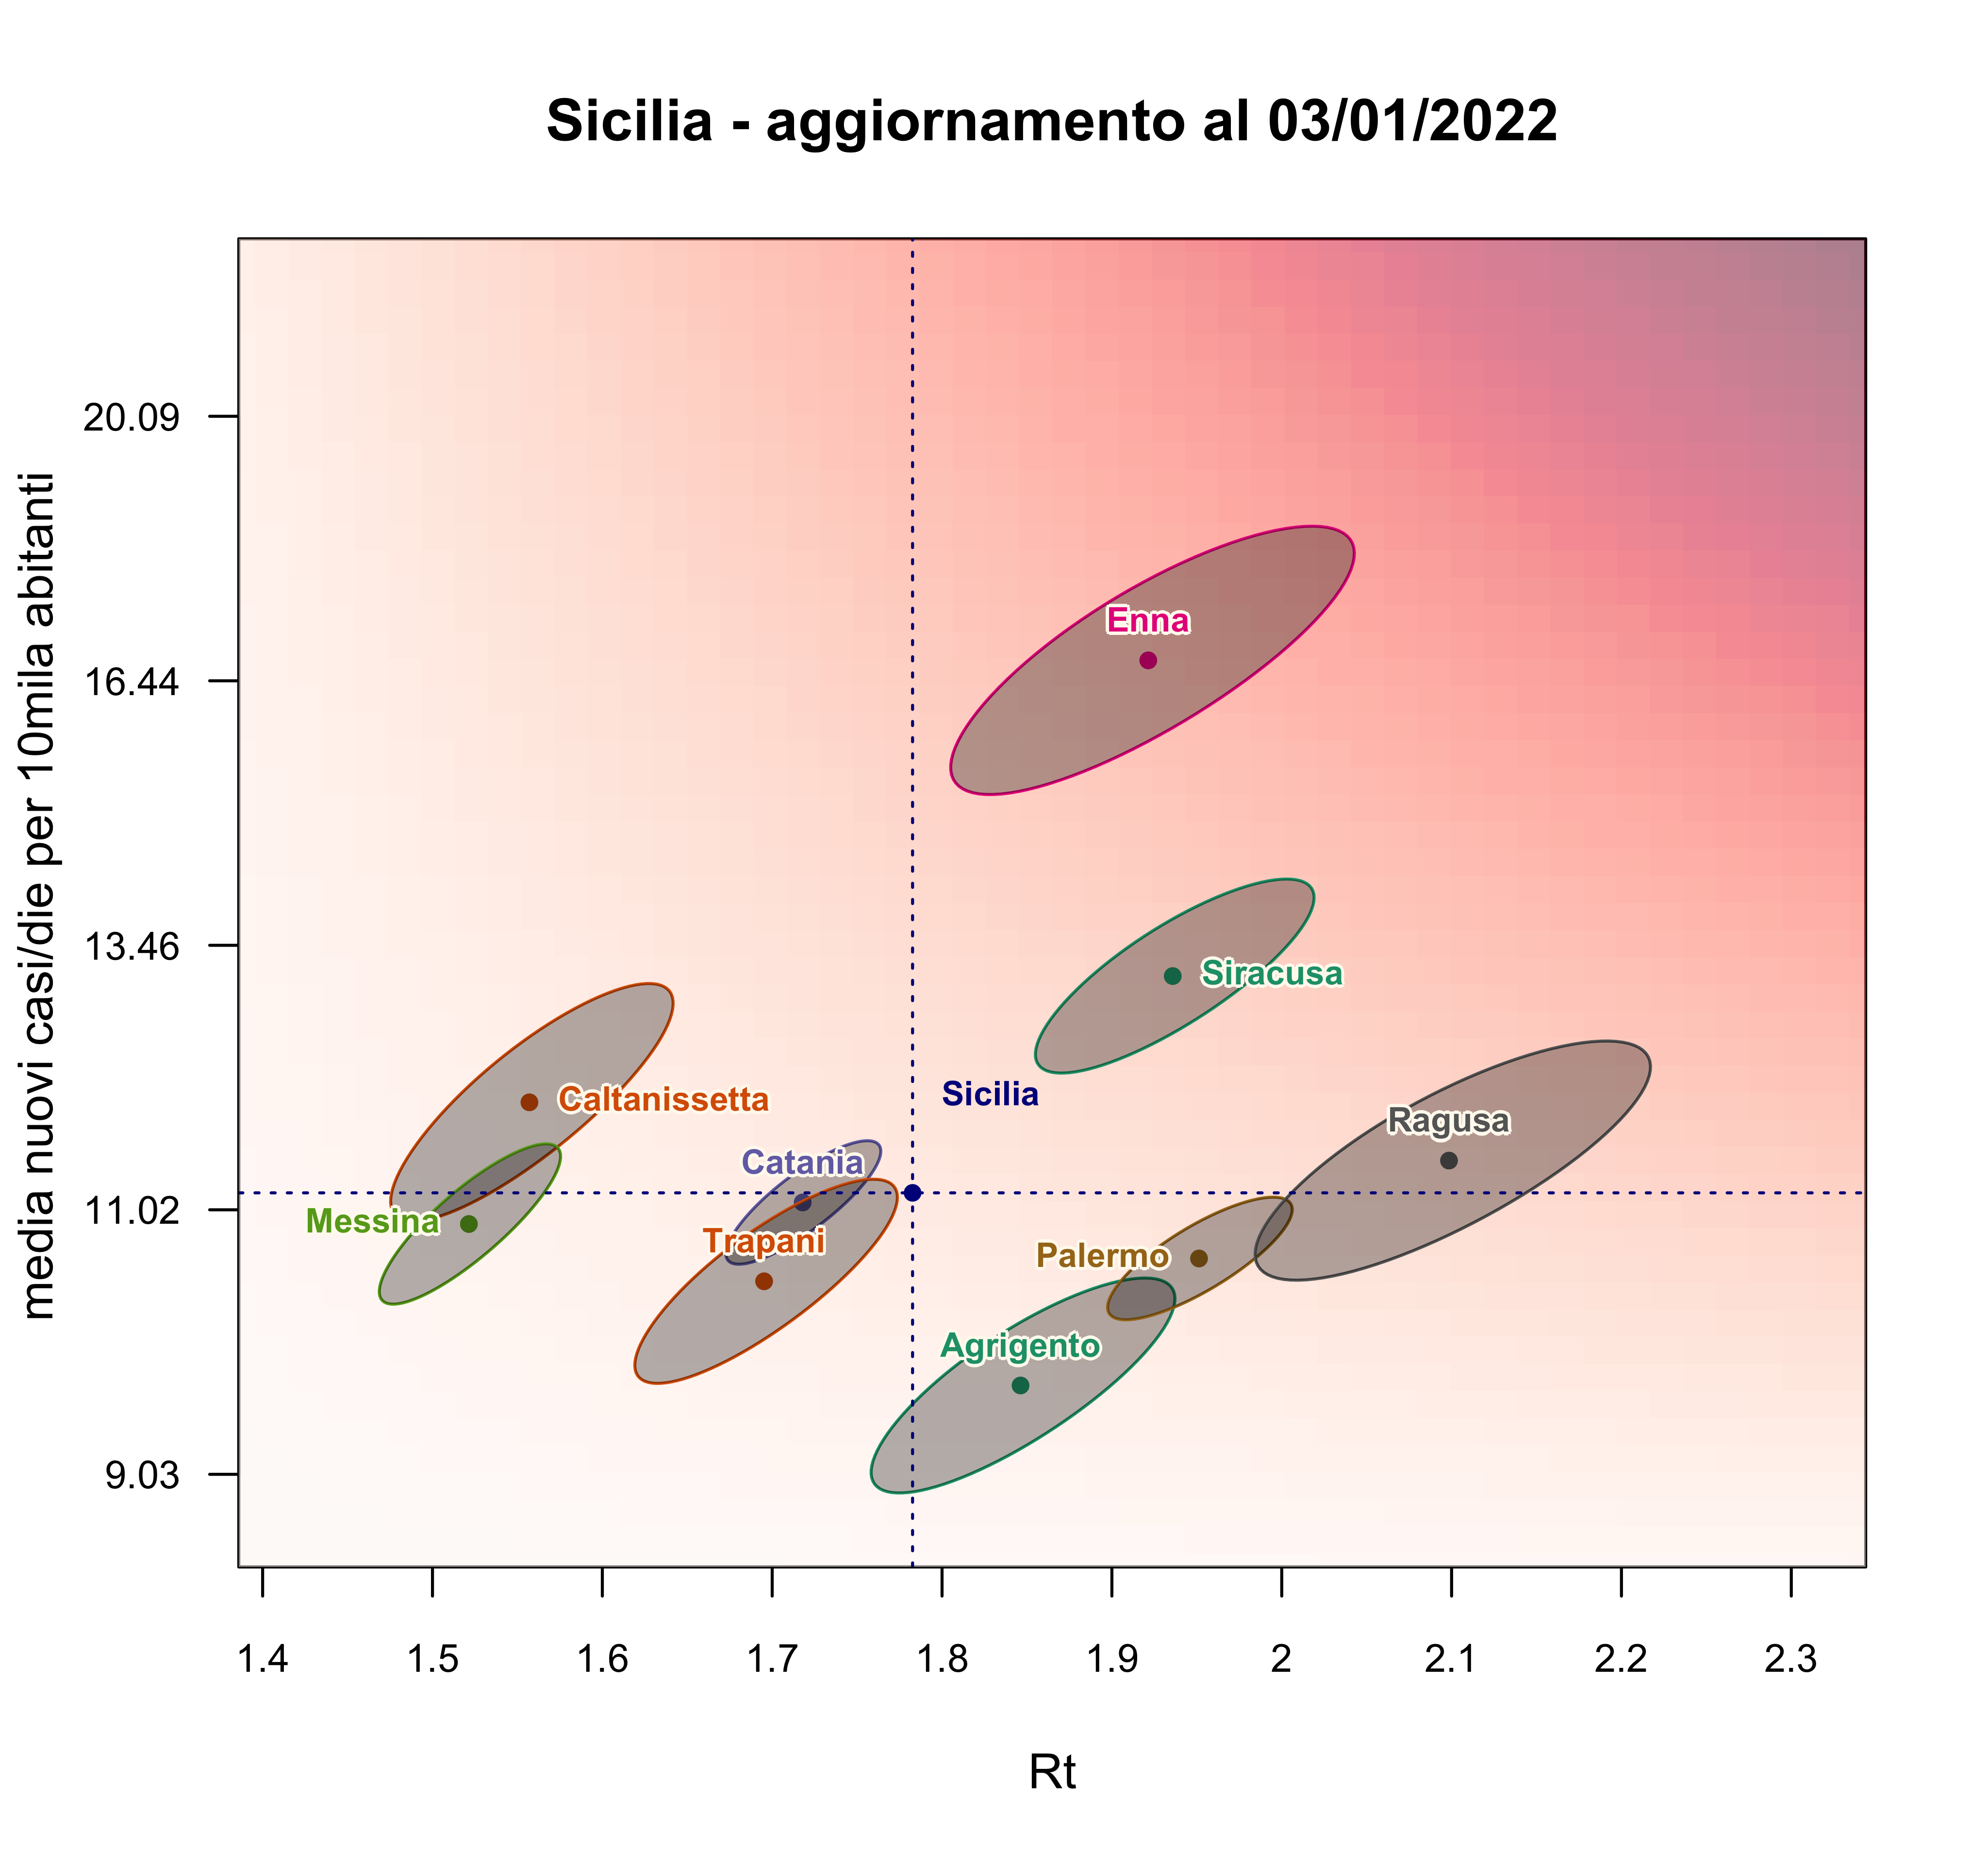 Sicilia - aggiornamento al 03/01/2022
media nuovi casi/die per 10mila abitanti
20.09
16.44
13.46
11.02
9.03
Enna
Siracusa
Sicilia
Caltanissetta
Ragusa
Catania
Messina
Trapani
Palermo
Agrigento
1.4 1.5 1.6 1.7 1.8 1.9 2 2.1 2.2 2.3
Rt